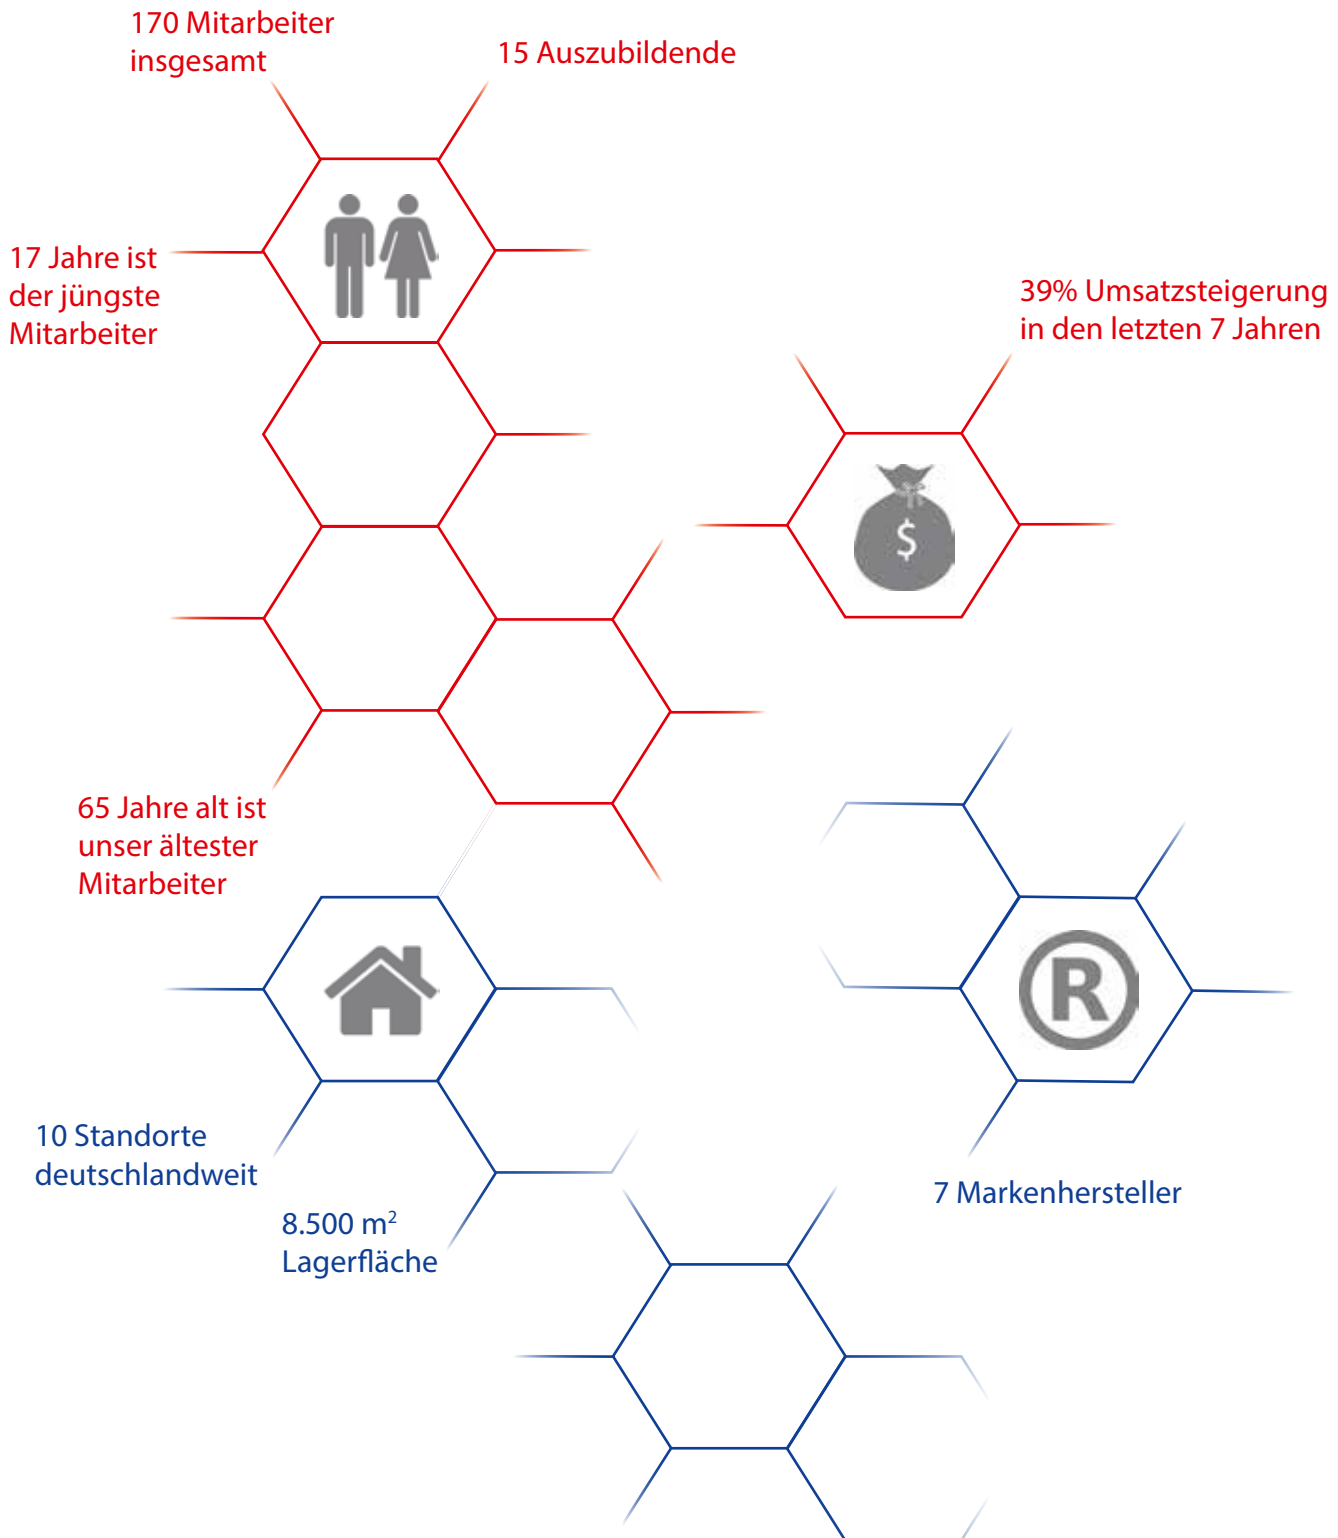 170 Mitarbeiter
insgesamt
15 Auszubildende
17 Jahre ist
der jüngste
Mitarbeiter
39% Umsatzsteigerung
in den letzten 7 Jahren
$
65 Jahre alt ist
unser ältester
Mitarbeiter
R
10 Standorte
deutschlandweit
7 Markenhersteller
8.500 m²
Lagerfläche